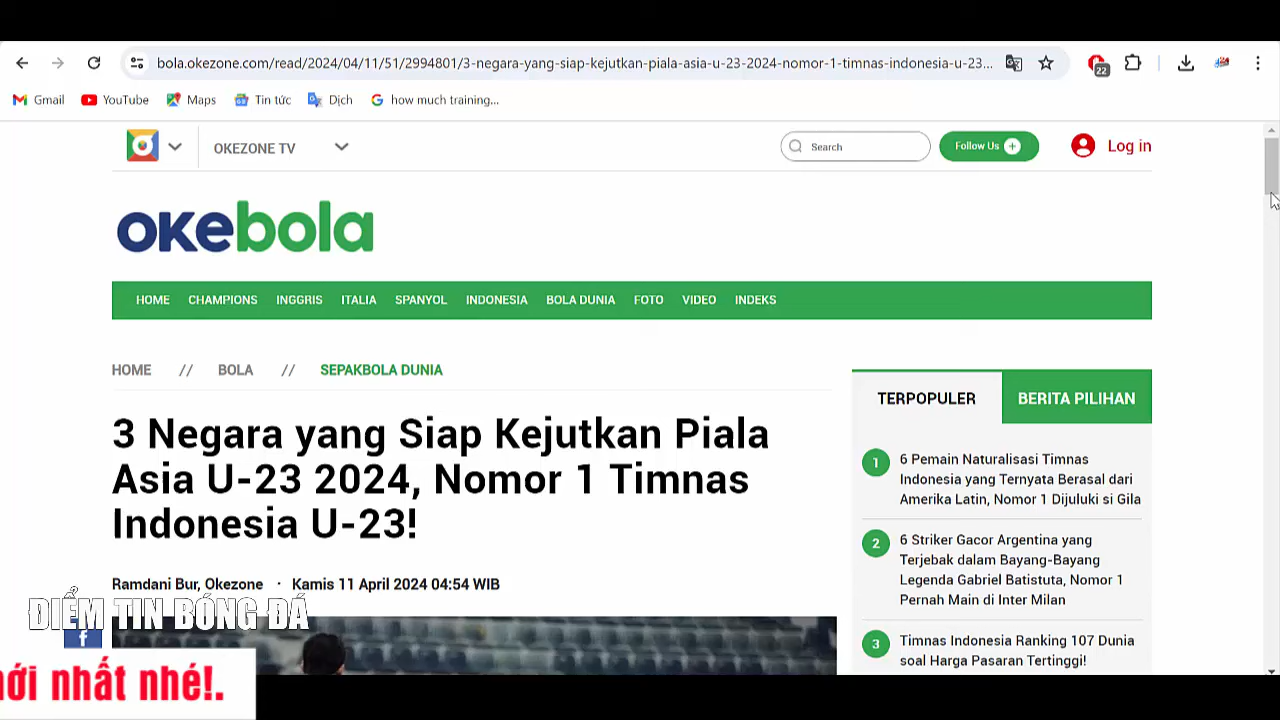 bola.okezone.com/read/2024/04/11/51/2994801/3-negara-yang-siap-kejutkan-piala-asia-u-23-2024-nomor-1-timnas-indonesia-u-23...
22
Gmail YouTube Maps Tin tức Dịch how much training...
OKEZONE TV Search Follow Us Log in
okebola
HOME CHAMPIONS INGGRIS ITALIA SPANYOL INDONESIA BOLA DUNIA FOTO VIDEO INDEKS
HOME // BOLA // SEPAKBOLA DUNIA
3 Negara yang Siap Kejutkan Piala
Asia U-23 2024, Nomor 1 Timnas
Indonesia U-23!
Ramdani Bur, Okezone · Kamis 11 April 2024 04:54 WIB
TERPOPULER BERITA PILIHAN
1 6 Pemain Naturalisasi Timnas
Indonesia yang Ternyata Berasal dari
Amerika Latin, Nomor 1 Dijuluki si Gila
2 6 Striker Gacor Argentina yang
Terjebak dalam Bayang-Bayang
Legenda Gabriel Batistuta, Nomor 1
Pernah Main di Inter Milan
3 Timnas Indonesia Ranking 107 Dunia
soal Harga Pasaran Tertinggi!
ĐIỂM TIN BÓNG ĐÁ
f
nhất nhé!.